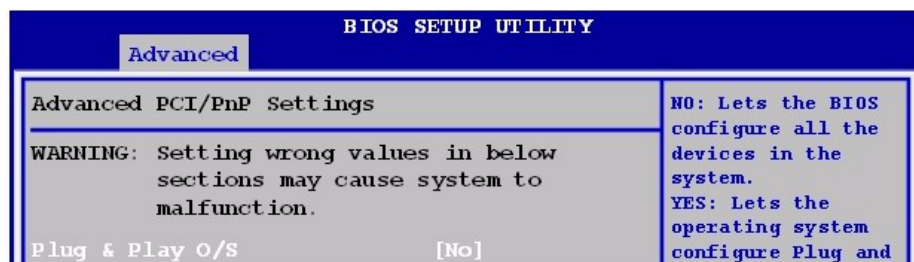 BIOS SETUP UTILITY
Advanced
Advanced PCI/PnP Settings
WARNING: Setting wrong values in below
sections may cause system to
malfunction.
Plug & Play O/S [No]
NO: Lets the BIOS
configure all the
devices in the
system.
YES: Lets the
operating system
configure Plug and